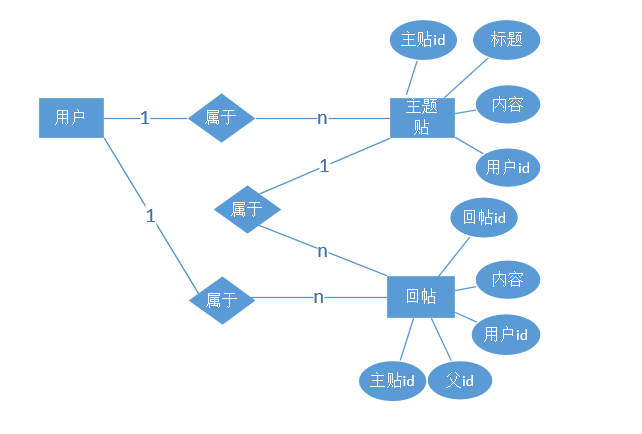 主贴id
标题
用户
1
属于
n
主题
贴
内容
用户id
1
属于
n
回帖id
1
内容
属于
n
回帖
用户id
主贴id
父id